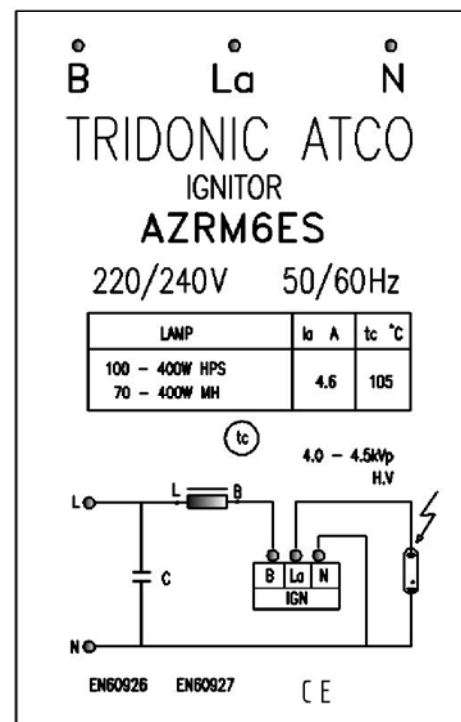 B La N
TRIDONIC ATCO
IGNITOR
AZRM6ES
220/240V 50/60Hz
LAMP Ia A tc °C
100 - 400W HPS
70 - 400W MH
4.6 105
tc
4.0 - 4.5kVp
H.V
L L B
B La N
IGN
C
N
EN60926 EN60927 CE